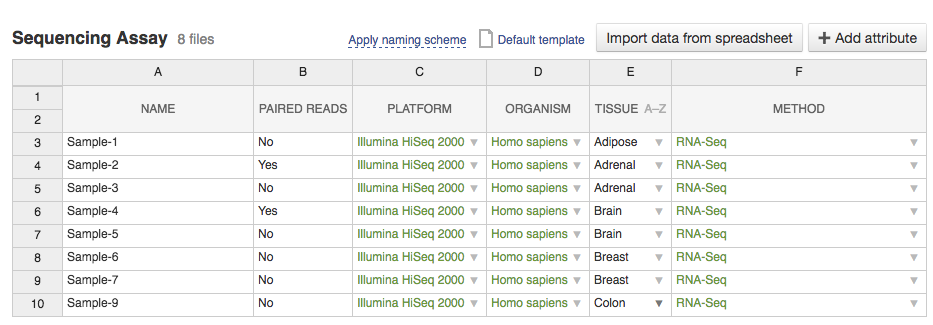 Sequencing Assay 8 files Apply naming scheme Default template Import data from spreadsheet + Add attribute
A B C D E F
1
NAME PAIRED READS PLATFORM ORGANISM TISSUE A–Z METHOD
2
3 Sample-1 No Illumina HiSeq 2000 Homo sapiens Adipose RNA-Seq
4 Sample-2 Yes Illumina HiSeq 2000 Homo sapiens Adrenal RNA-Seq
5 Sample-3 No Illumina HiSeq 2000 Homo sapiens Adrenal RNA-Seq
6 Sample-4 Yes Illumina HiSeq 2000 Homo sapiens Brain RNA-Seq
7 Sample-5 No Illumina HiSeq 2000 Homo sapiens Brain RNA-Seq
8 Sample-6 No Illumina HiSeq 2000 Homo sapiens Breast RNA-Seq
9 Sample-7 No Illumina HiSeq 2000 Homo sapiens Breast RNA-Seq
10 Sample-9 No Illumina HiSeq 2000 Homo sapiens Colon RNA-Seq